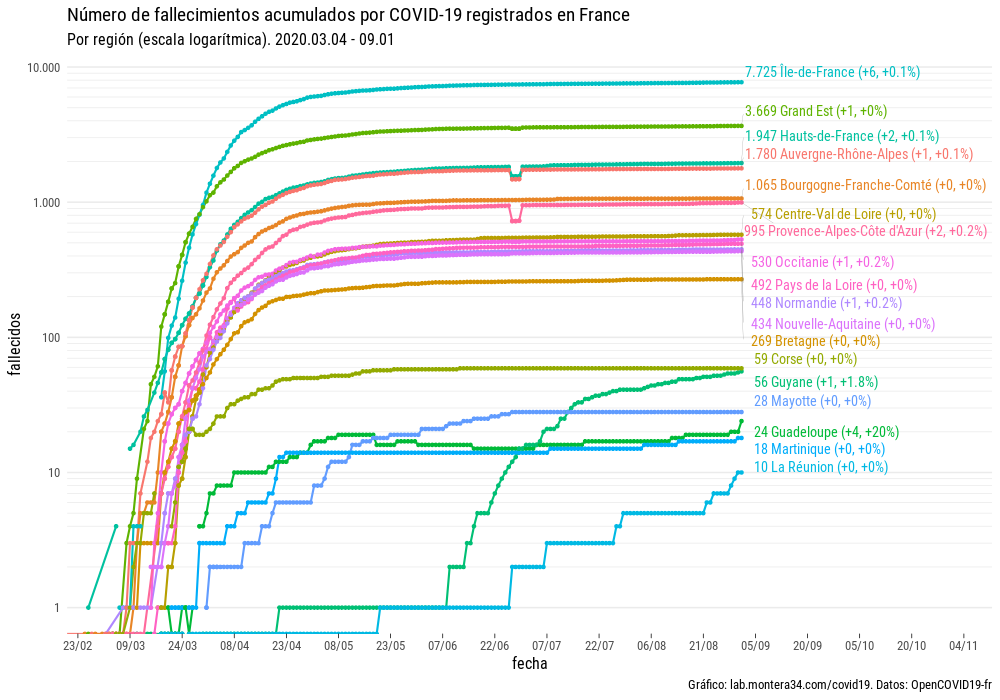 Número de fallecimientos acumulados por COVID-19 registrados en France
Por región (escala logarítmica). 2020.03.04 - 09.01
10.000
1.000
100
10
1
fallecidos
7.725 Île-de-France (+6, +0.1%)
3.669 Grand Est (+1, +0%)
1.947 Hauts-de-France (+2, +0.1%)
1.780 Auvergne-Rhône-Alpes (+1, +0.1%)
1.065 Bourgogne-Franche-Comté (+0, +0%)
574 Centre-Val de Loire (+0, +0%)
995 Provence-Alpes-Côte d'Azur (+2, +0.2%)
530 Occitanie (+1, +0.2%)
492 Pays de la Loire (+0, +0%)
448 Normandie (+1, +0.2%)
434 Nouvelle-Aquitaine (+0, +0%)
269 Bretagne (+0, +0%)
59 Corse (+0, +0%)
56 Guyane (+1, +1.8%)
28 Mayotte (+0, +0%)
24 Guadeloupe (+4, +20%)
18 Martinique (+0, +0%)
10 La Réunion (+0, +0%)
23/02 09/03 24/03 08/04 23/04 08/05 23/05 07/06 22/06 07/07 22/07 06/08 21/08 05/09 20/09 05/10 20/10 04/11
fecha
Gráfico: lab.montera34.com/covid19. Datos: OpenCOVID19-fr